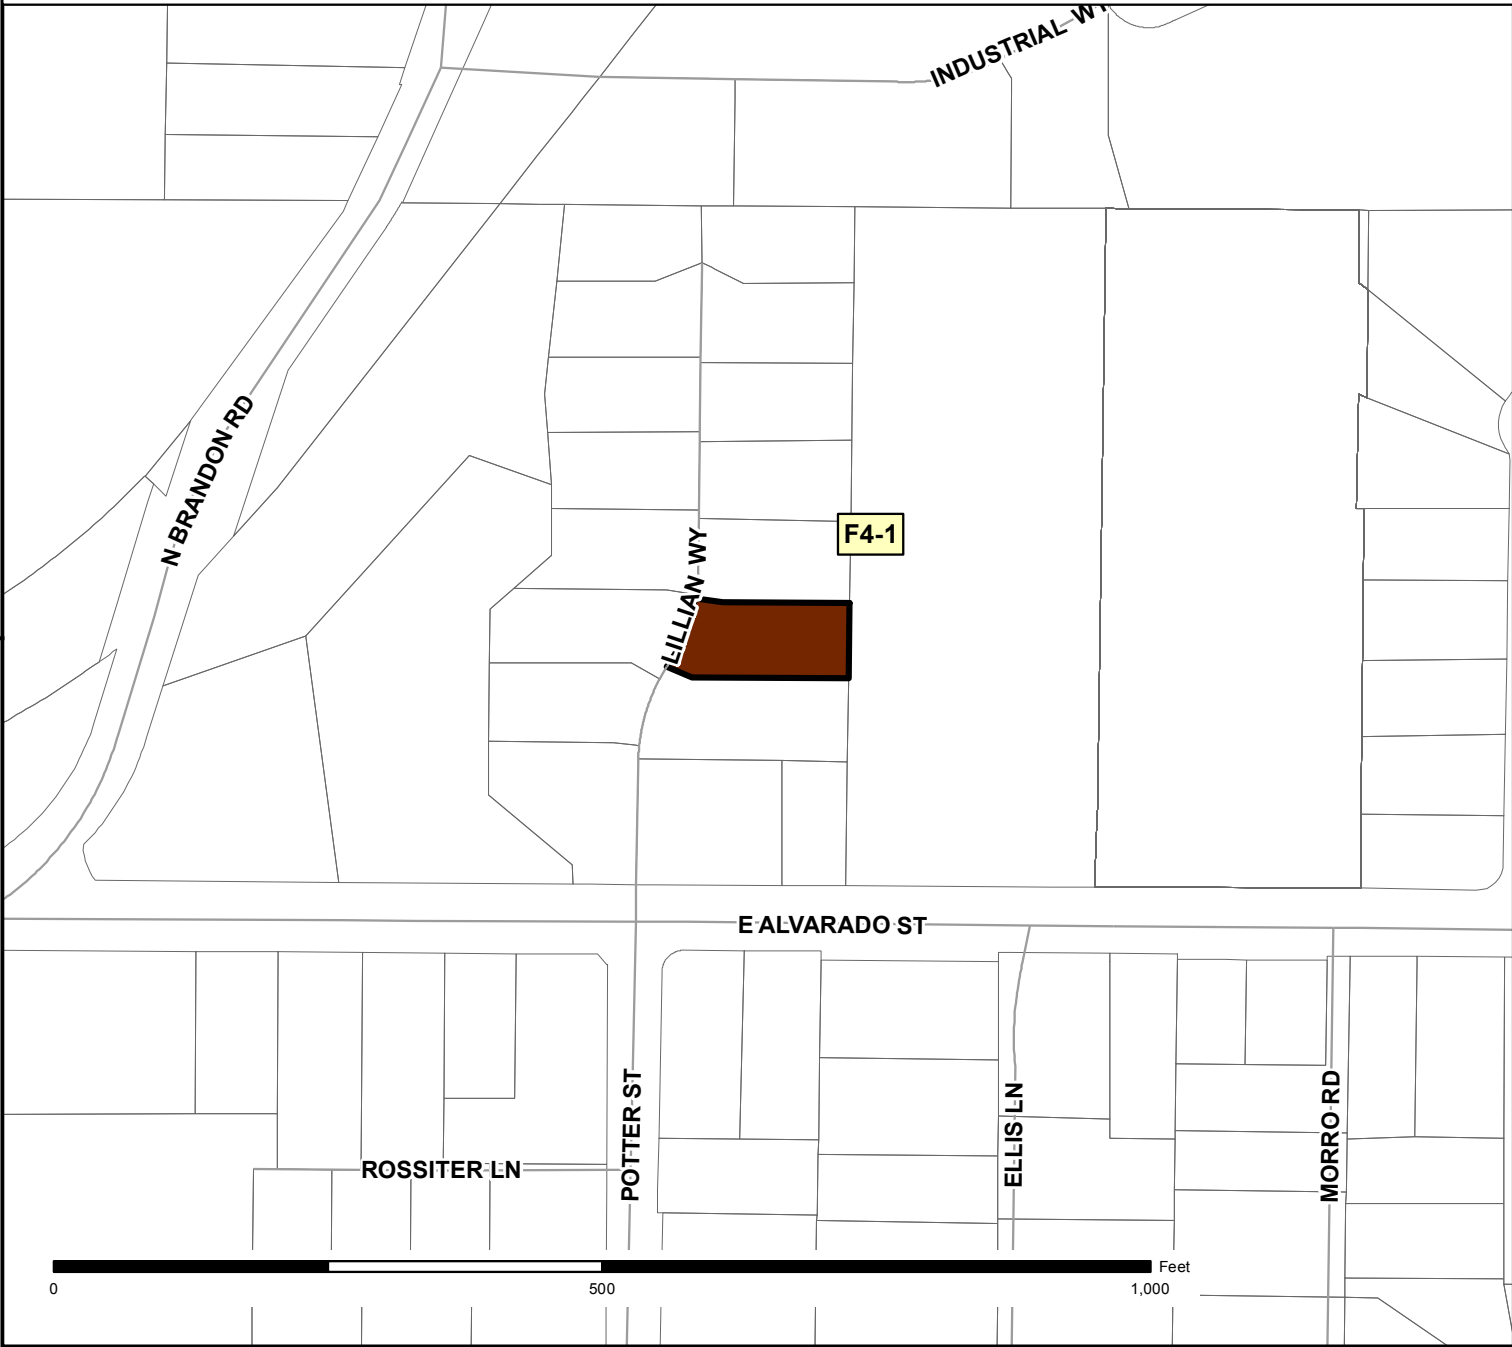 INDUSTRIAL WY
N BRANDON RD
F4-1
LILLIAN WY
E ALVARADO ST
POTTER ST
ELLIS LN
MORRO RD
ROSSITER LN
Feet
0 500 1,000